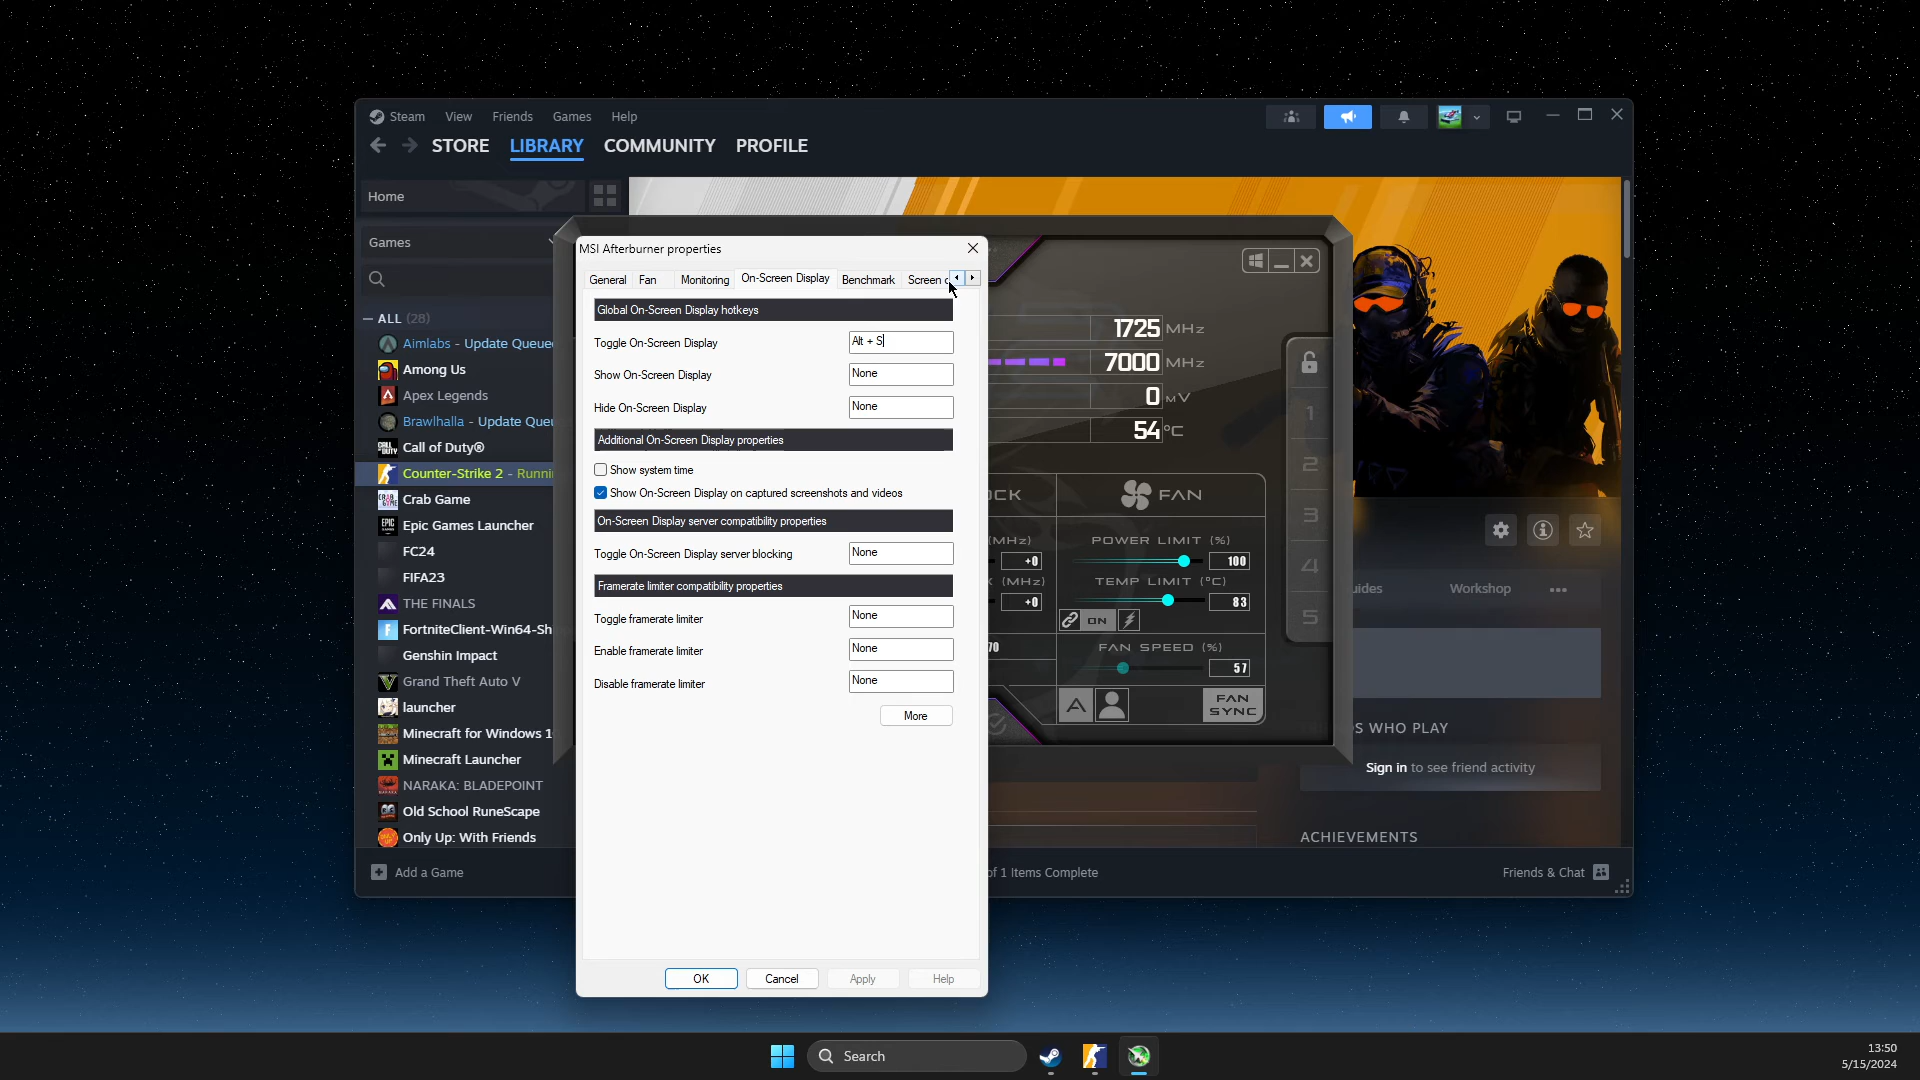 Steam View Friends Games Help
STORE LIBRARY COMMUNITY PROFILE
Home
Games
ALL (28)
Aimlabs - Update Queue
Among Us
Apex Legends
Brawlhalla - Update Queu
Call of Duty®
Counter-Strike 2 - Runni
Crab Game
Epic Games Launcher
FC24
FIFA23
THE FINALS
FortniteClient-Win64-Sh
Genshin Impact
Grand Theft Auto V
launcher
Minecraft for Windows 1
Minecraft Launcher
NARAKA: BLADEPOINT
Old School RuneScape
Only Up: With Friends
Add a Game
MSI Afterburner properties
General Fan Monitoring On-Screen Display Benchmark Screen c
Global On-Screen Display hotkeys
Toggle On-Screen Display Alt + S
Show On-Screen Display None
Hide On-Screen Display None
Additional On-Screen Display properties
Show system time
Show On-Screen Display on captured screenshots and videos
On-Screen Display server compatibility properties
Toggle On-Screen Display server blocking None
Framerate limiter compatibility properties
Toggle framerate limiter None
Enable framerate limiter None
Disable framerate limiter None
More
OK Cancel Apply Help
1725 MHz
7000 MHz
0 mV
54 °C
OCK
(MHz) +0
K (MHz) +0
70
FAN
POWER LIMIT (%)
100
TEMP LIMIT (°C)
83
ON
FAN SPEED (%)
57
A
FAN SYNC
1
2
3
4
5
uides Workshop
S WHO PLAY
Sign in to see friend activity
ACHIEVEMENTS
of 1 Items Complete
Friends & Chat
Search
13:50
5/15/2024